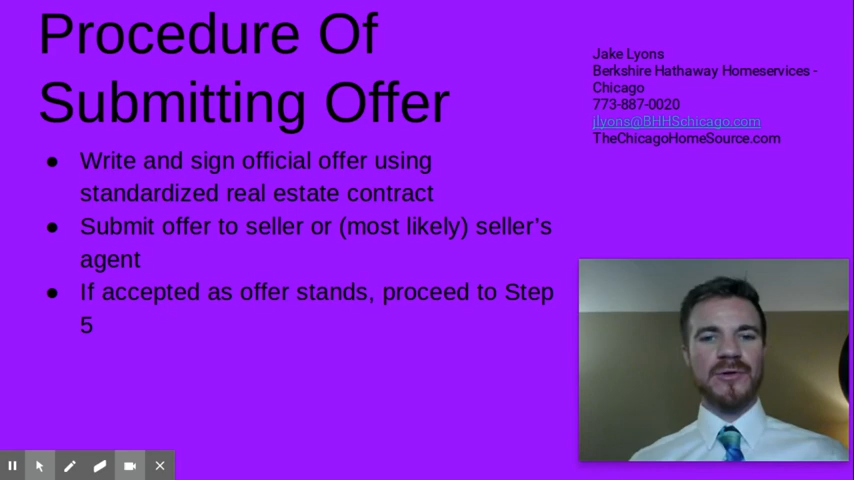 Procedure Of
Submitting Offer
● Write and sign official offer using
standardized real estate contract
● Submit offer to seller or (most likely) seller’s
agent
● If accepted as offer stands, proceed to Step
5
Jake Lyons
Berkshire Hathaway Homeservices -
Chicago
773-887-0020
jlyons@BHHSchicago.com
TheChicagoHomeSource.com